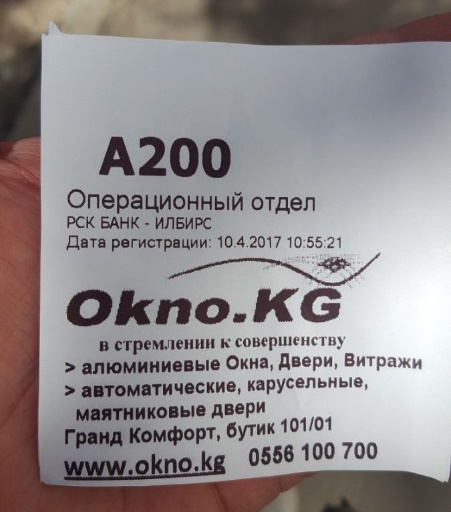 A200
Операционный отдел
РСК БАНК - ИЛБИРС
Дата регистрации: 10.4.2017 10:55:21
Okno.KG
в стремлении к совершенству
> алюминиевые Окна, Двери, Витражи
> автоматические, карусельные,
маятниковые двери
Гранд Комфорт, бутик 101/01
www.okno.kg 0556 100 700